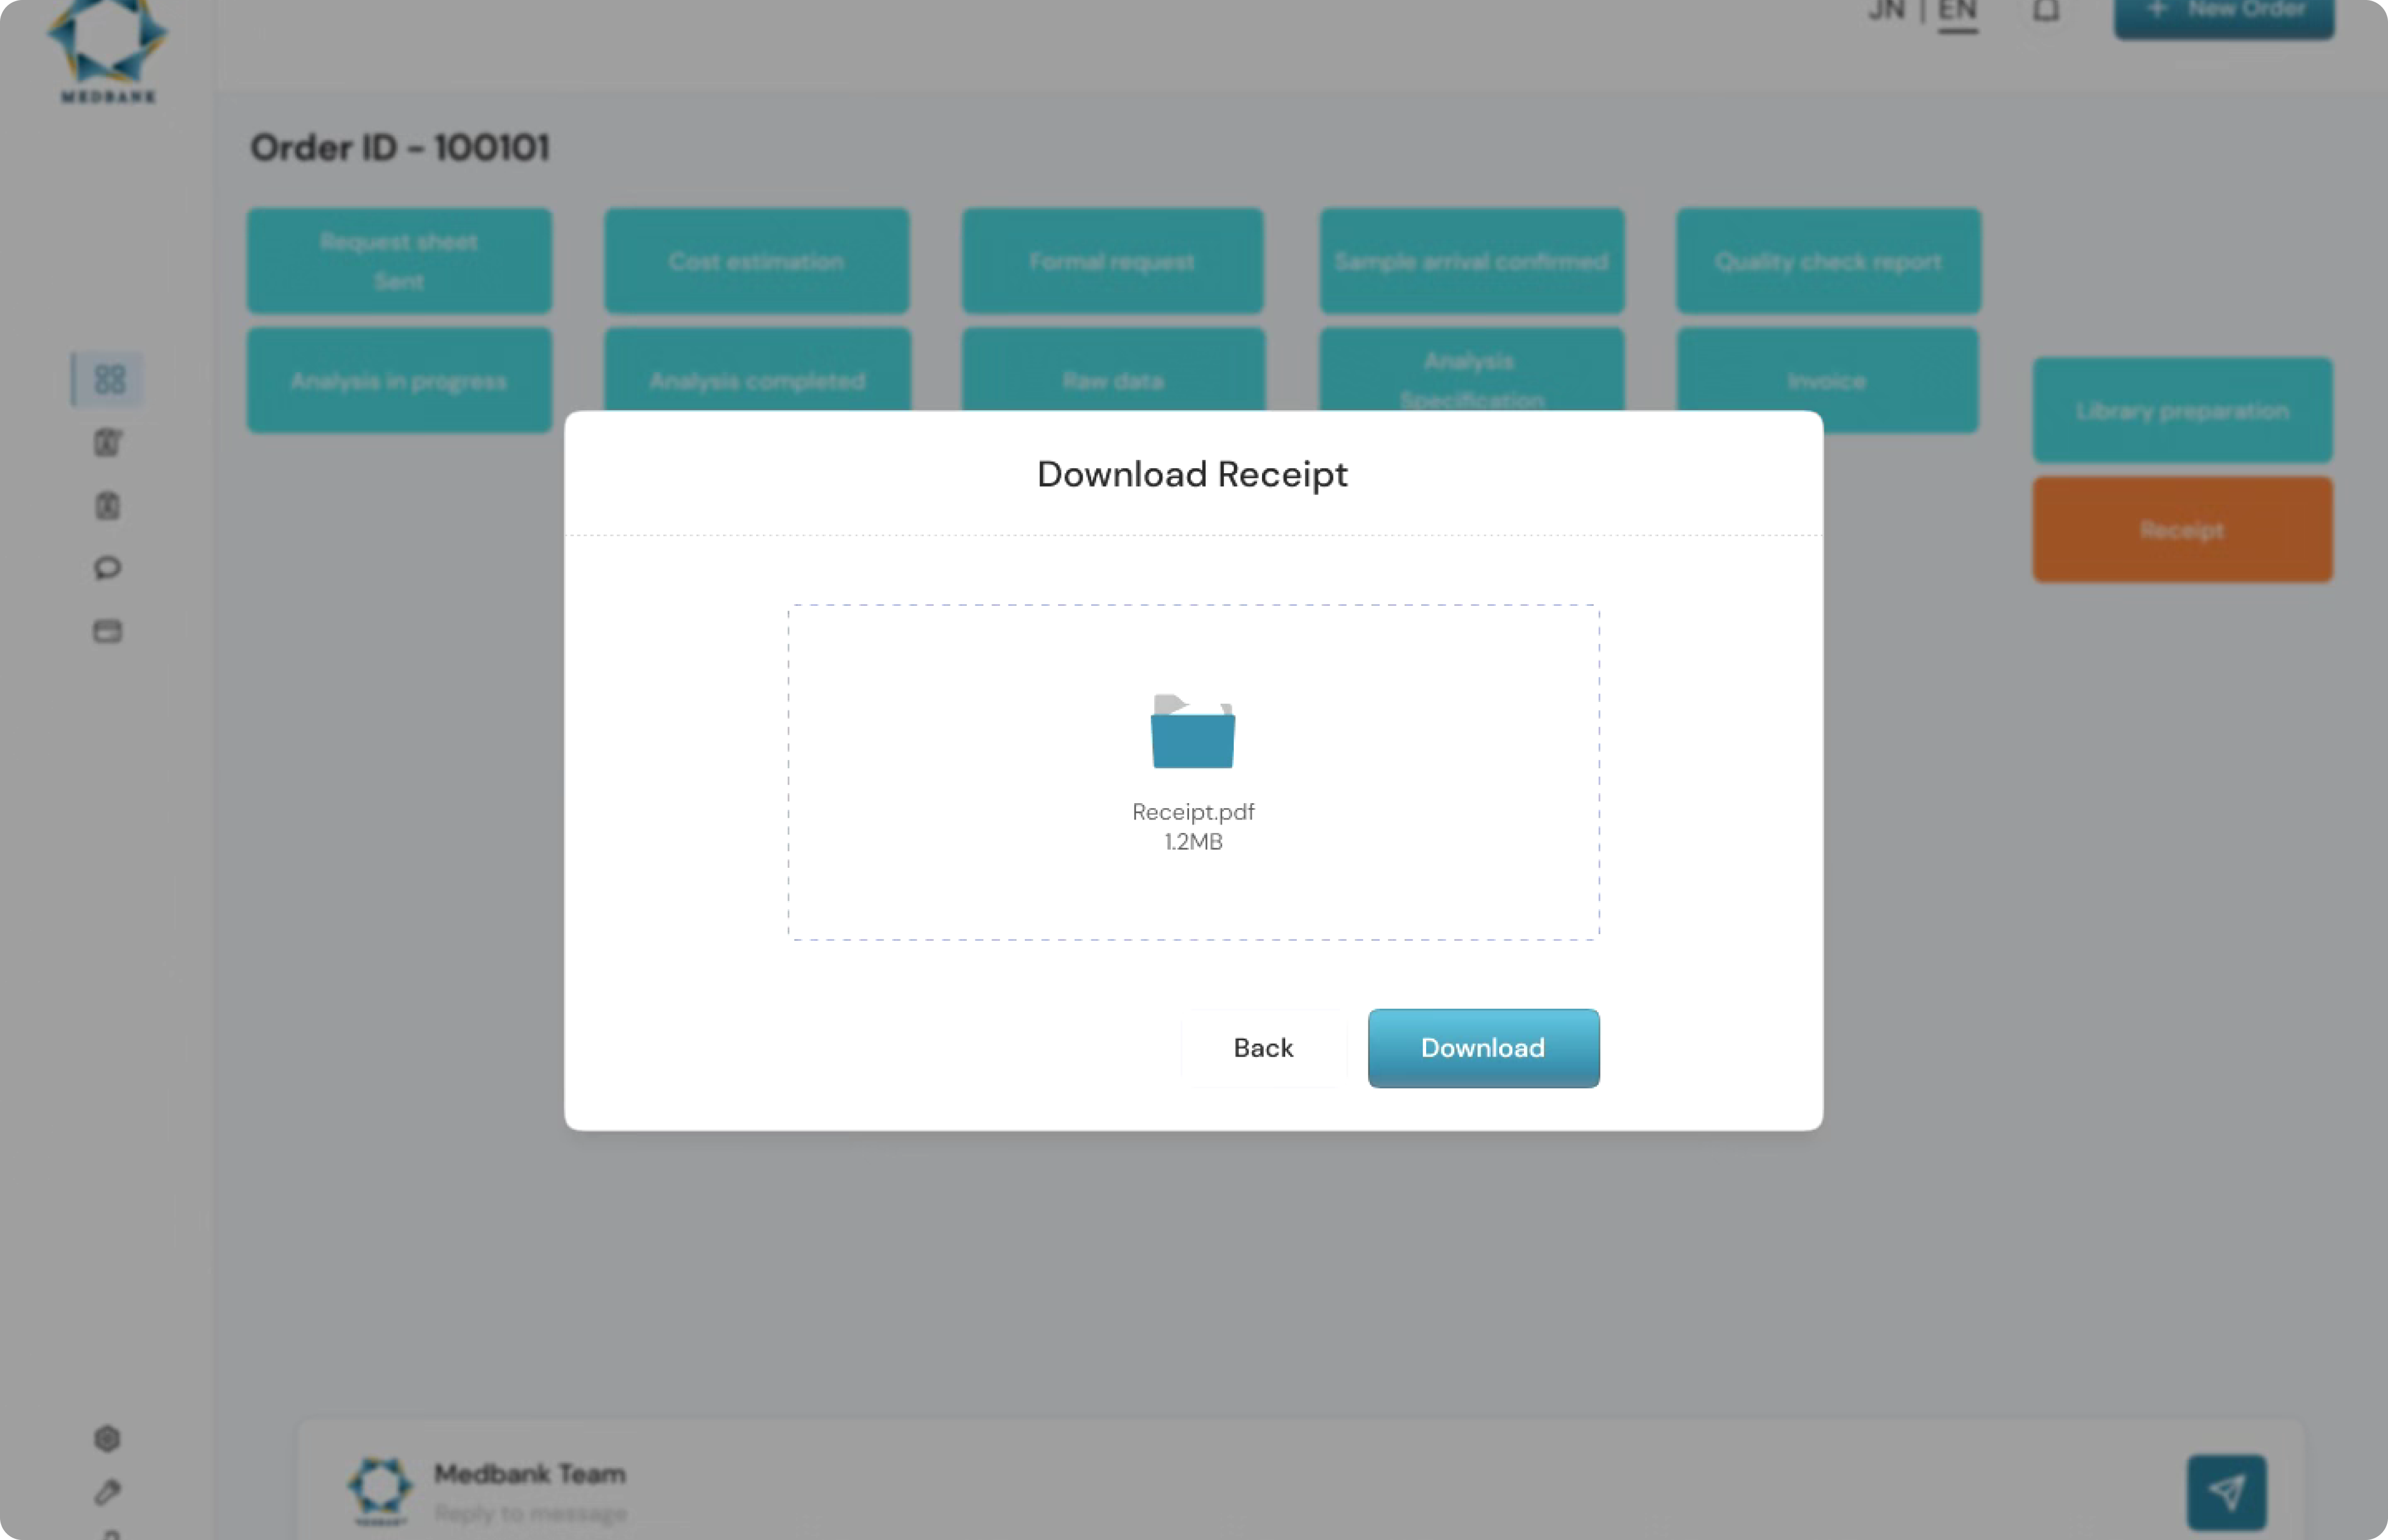 MEDBANK
JN | EN
+ New Order
Order ID - 100101
Request sheet
Sent
Cost estimation
Formal request
Sample arrival confirmed
Quality check report
Analysis in progress
Analysis completed
Raw data
Analysis
Specification
Invoice
Library preparation
Receipt
Download Receipt
Receipt.pdf
1.2MB
Back
Download
Medbank Team
Reply to message